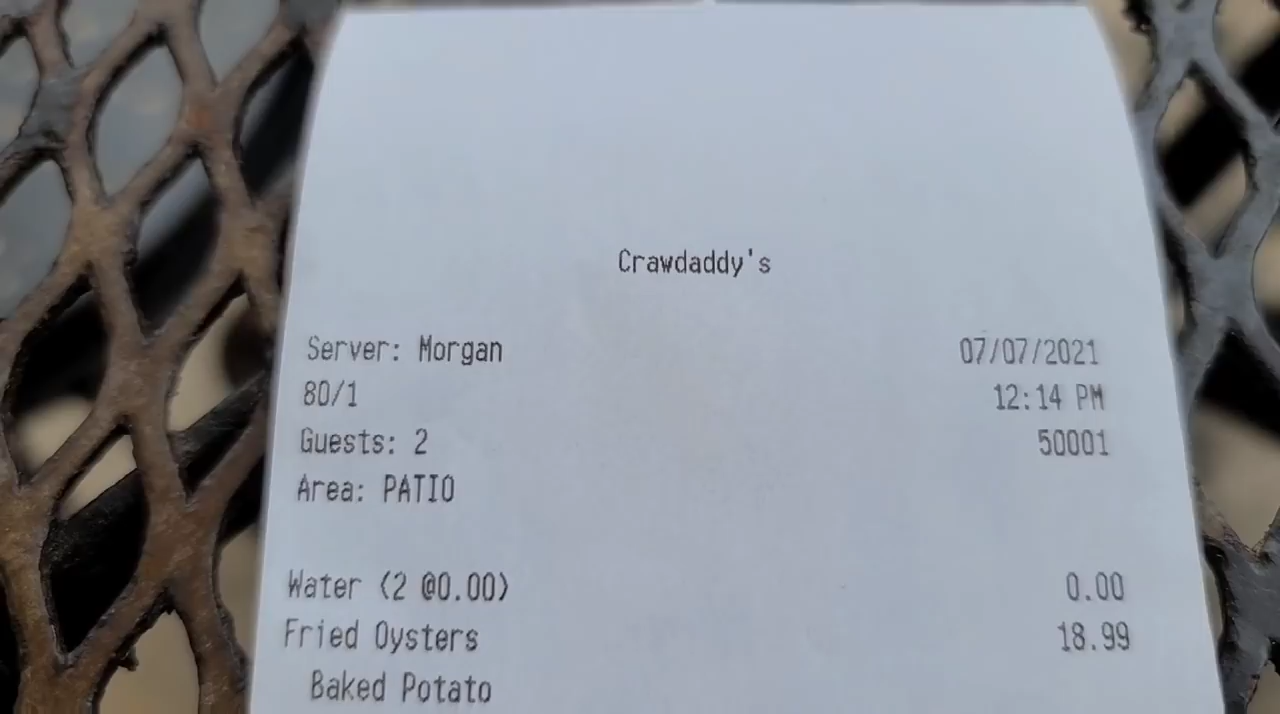 Crawdaddy's
Server: Morgan 07/07/2021
80/1 12:14 PM
Guests: 2 50001
Area: PATIO
Water (2 @0.00) 0.00
Fried Oysters 18.99
Baked Potato